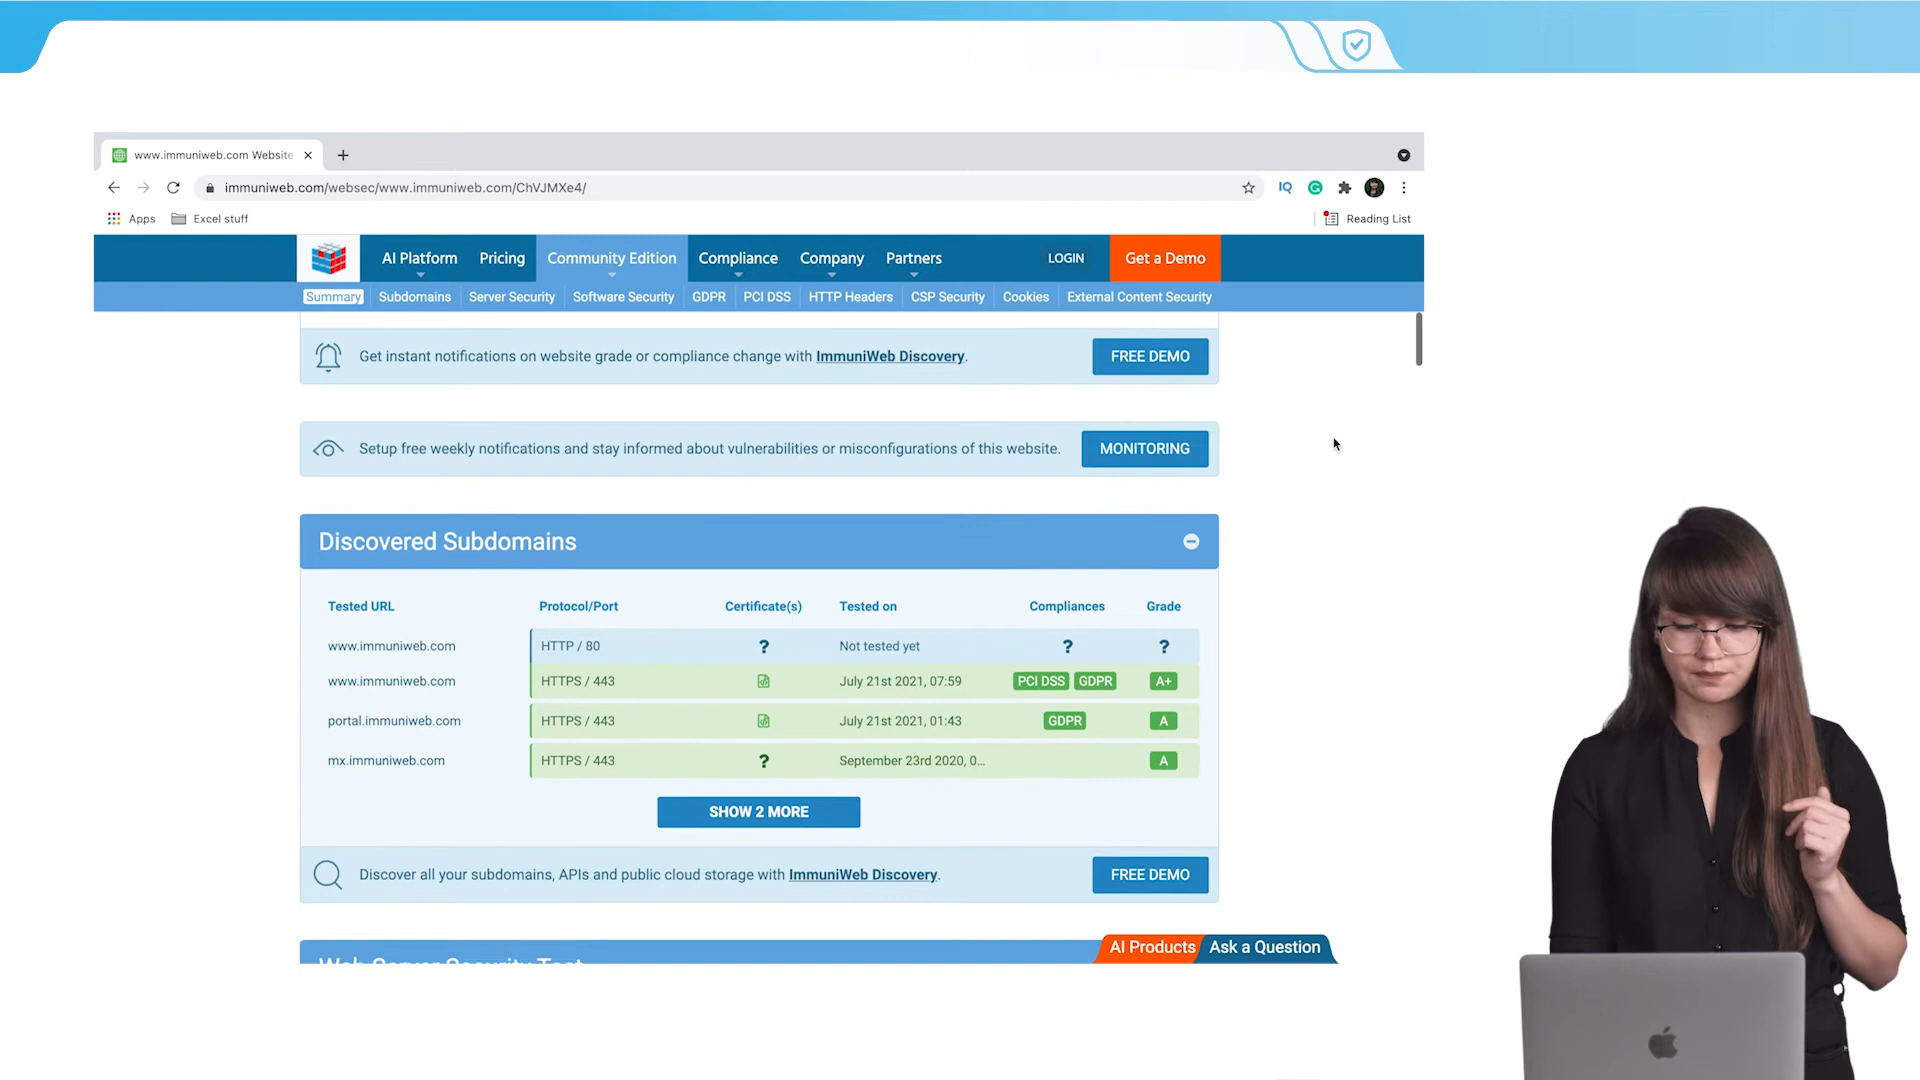 www.immuniweb.com Website
immuniweb.com/websec/www.immuniweb.com/ChVJMXe4/
IQ
Apps
Excel stuff
Reading List
AI Platform
Pricing
Community Edition
Compliance
Company
Partners
LOGIN
Get a Demo
Summary
Subdomains
Server Security
Software Security
GDPR
PCI DSS
HTTP Headers
CSP Security
Cookies
External Content Security
Get instant notifications on website grade or compliance change with ImmuniWeb Discovery.
FREE DEMO
Setup free weekly notifications and stay informed about vulnerabilities or misconfigurations of this website.
MONITORING
Discovered Subdomains
Tested URL Protocol/Port Certificate(s) Tested on Compliances Grade
www.immuniweb.com HTTP / 80 ? Not tested yet ? ?
www.immuniweb.com HTTPS / 443 July 21st 2021, 07:59 PCI DSS GDPR A+
portal.immuniweb.com HTTPS / 443 July 21st 2021, 01:43 GDPR A
mx.immuniweb.com HTTPS / 443 ? September 23rd 2020, 0... A
SHOW 2 MORE
Discover all your subdomains, APIs and public cloud storage with ImmuniWeb Discovery.
FREE DEMO
Web Server Security Test
AI Products
Ask a Question